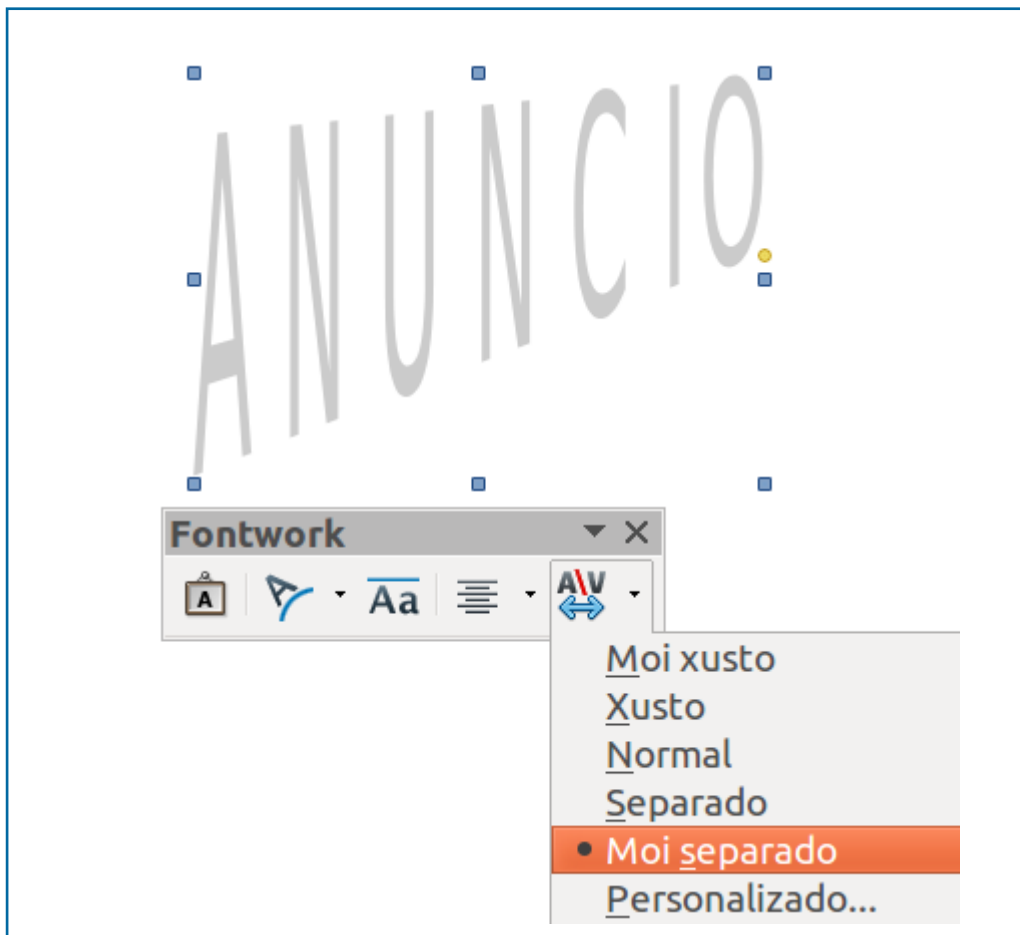 ANUNCIO
Fontwork
A Aa A\V
Moi xusto
Xusto
Normal
Separado
Moi separado
Personalizado...